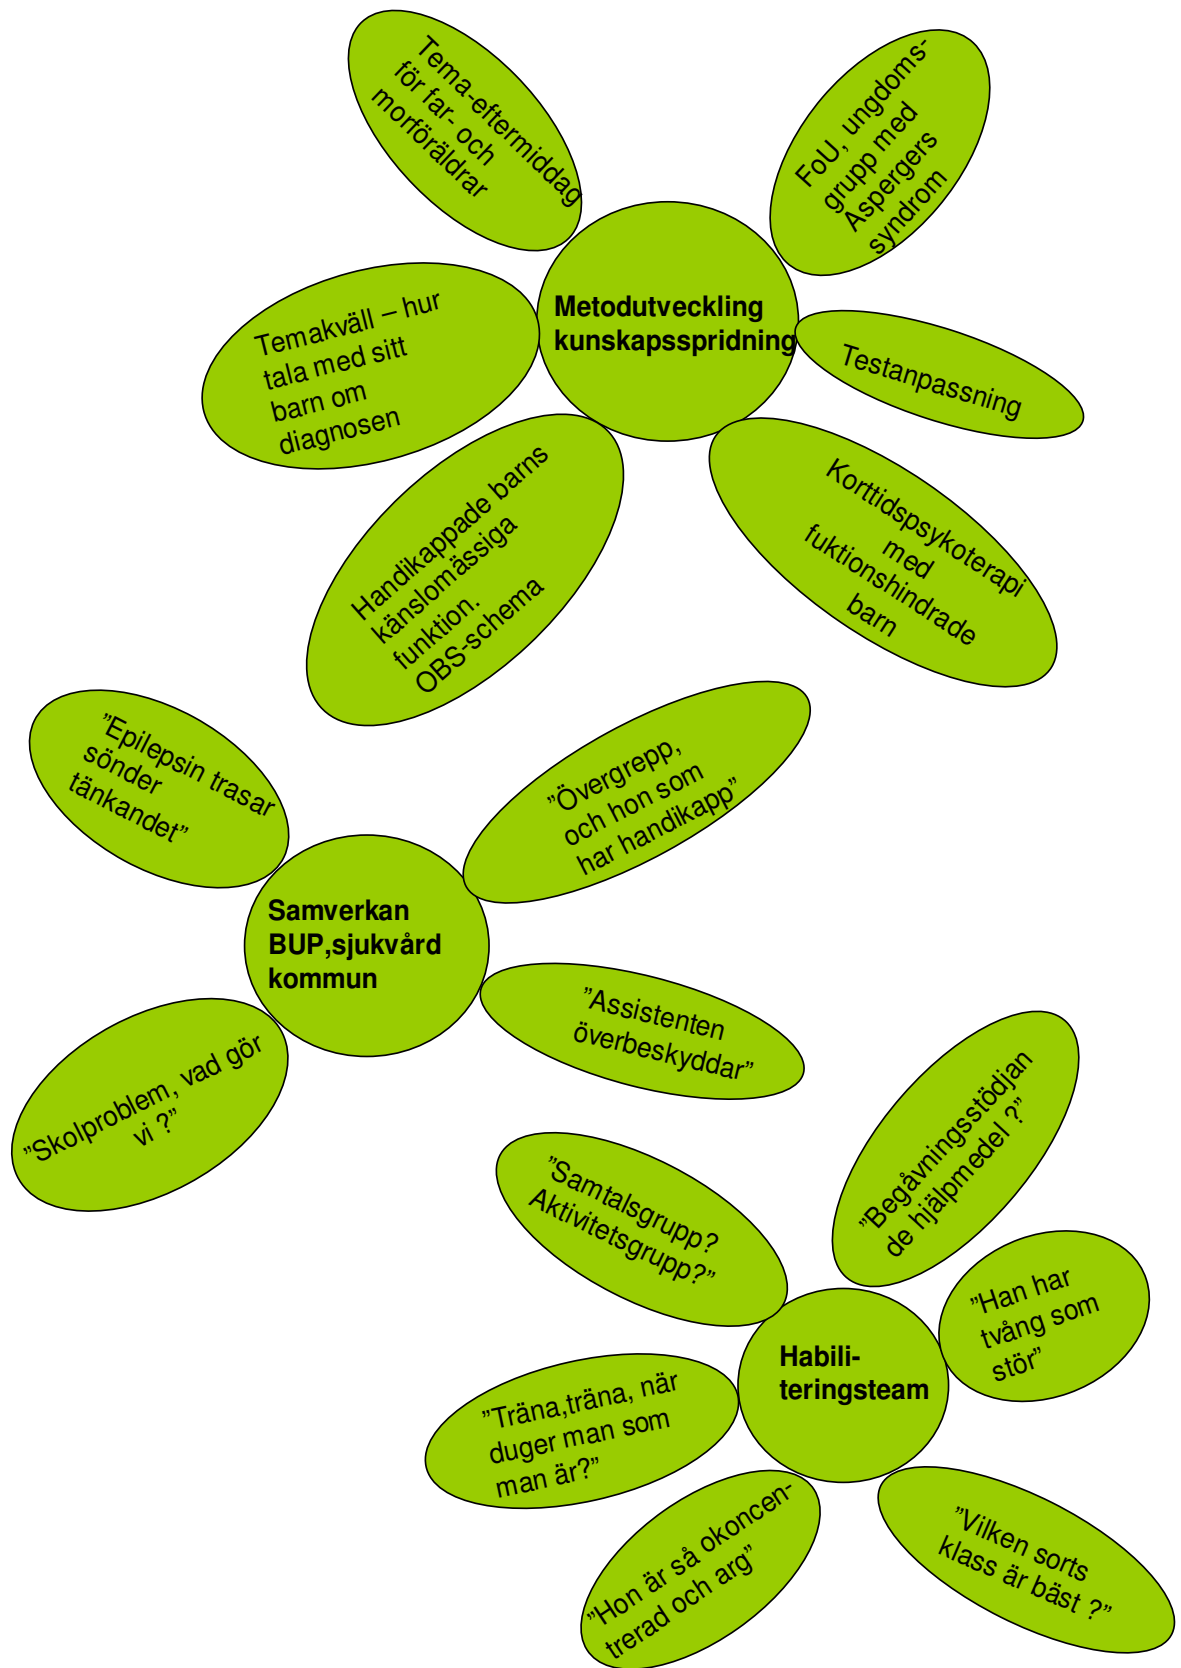 Tema-eftermiddag
för far- och
morföräldrar
FoU, ungdoms-
grupp med
Aspergers
syndrom
Metodutveckling
kunskapsspridning
Temakväll – hur
tala med sitt
barn om
diagnosen
Testanpassning
Handikappade barns
känslomässiga
funktion.
OBS-schema
Korttidspsykoterapi
med
fuktionshindrade
barn
”Epilepsin trasar
sönder
tänkandet”
”Övergrepp,
och hon som
har handikapp”
Samverkan
BUP,sjukvård
kommun
”Assistenten
överbeskyddar”
”Skolproblem, vad gör
vi ?”
”Begåvningsstödjan
de hjälpmedel ?”
”Samtalsgrupp?
Aktivitetsgrupp?”
”Han har
tvång som
stör”
Habili-
teringsteam
”Träna,träna, när
duger man som
man är?”
”Hon är så okoncen-
trerad och arg”
”Vilken sorts
klass är bäst ?”